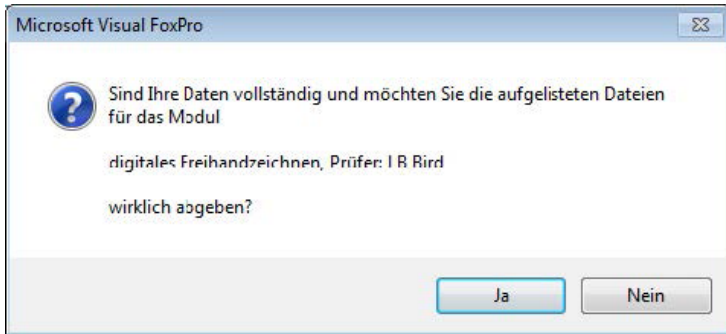 Microsoft Visual FoxPro
Sind Ihre Daten vollständig und möchten Sie die aufgelisteten Dateien
für das Modul
digitales Freihandzeichnen, Prüfer: LB Bird
wirklich abgeben?
Ja
Nein